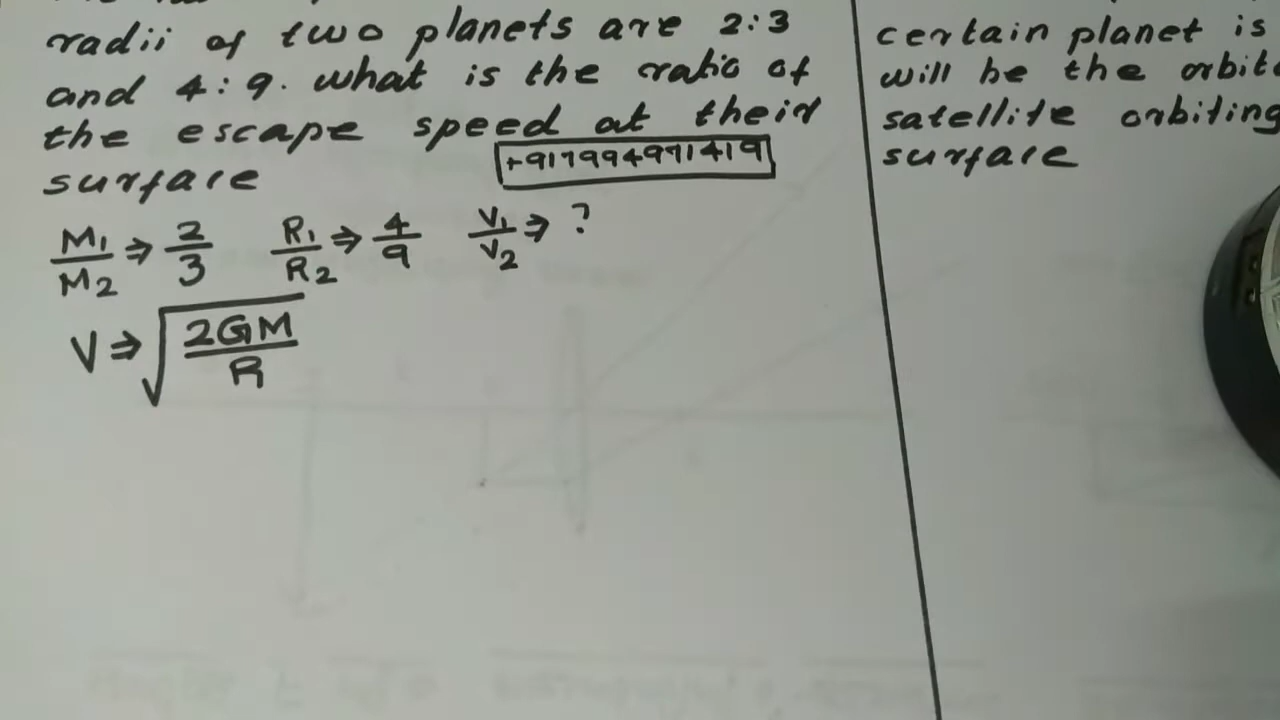 radii of two planets are 2:3
and 4:9. what is the ratio of
the escape speed at their
surface
+917994971419
M1/M2 ⇒ 2/3 R1/R2 ⇒ 4/9 V1/V2 ⇒ ?
V ⇒ √(2GM/R)
certain planet is
will be the
satellite orbiting
surface